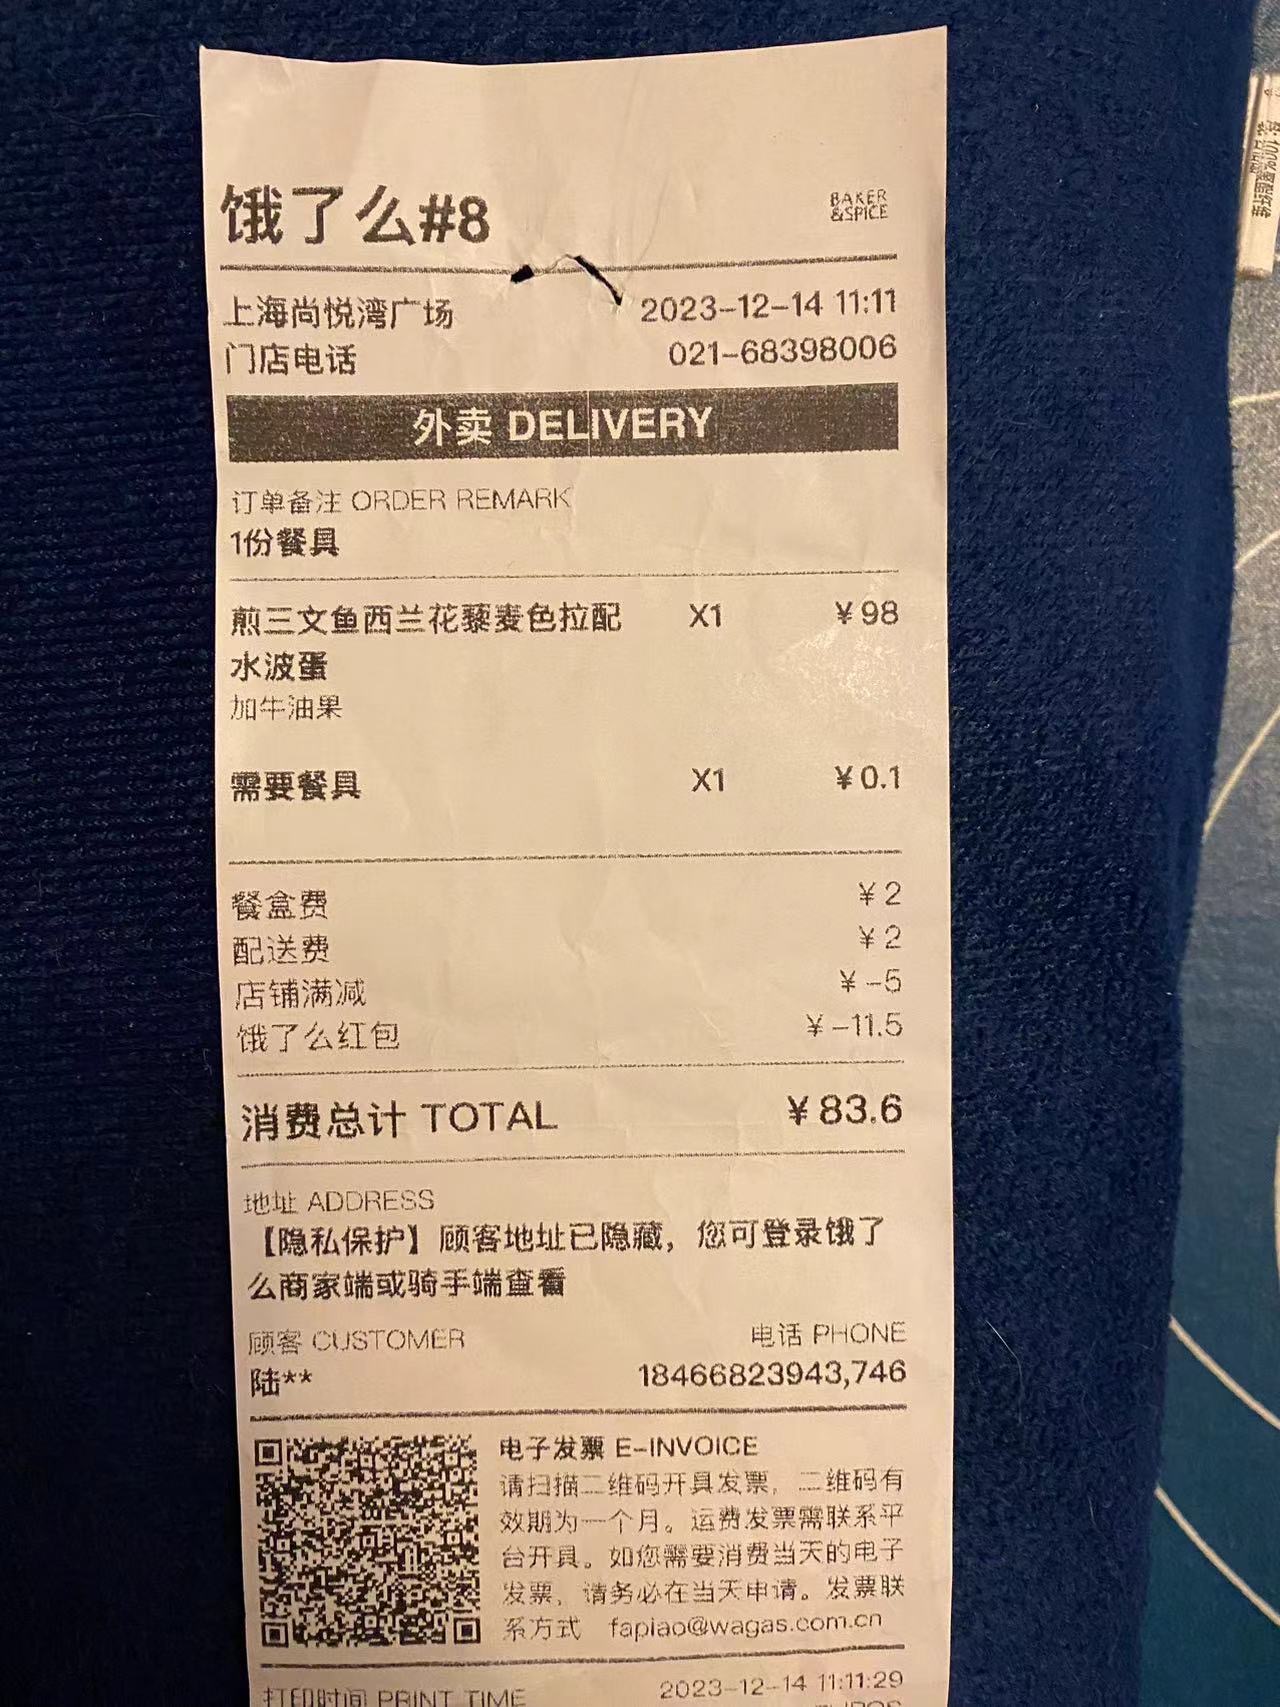 饿了么#8
BAKER
&SPICE
上海尚悦湾广场 2023-12-14 11:11
门店电话 021-68398006
外卖 DELIVERY
订单备注 ORDER REMARK
1份餐具
煎三文鱼西兰花藜麦色拉配 X1 ¥98
水波蛋
加牛油果
需要餐具 X1 ¥0.1
餐盒费 ¥2
配送费 ¥2
店铺满减 ¥-5
饿了么红包 ¥-11.5
消费总计 TOTAL ¥83.6
地址 ADDRESS
【隐私保护】顾客地址已隐藏，您可登录饿了
么商家端或骑手端查看
顾客 CUSTOMER 电话 PHONE
陆** 18466823943,746
电子发票 E-INVOICE
请扫描二维码开具发票，二维码有
效期为一个月。运费发票需联系平
台开具。如您需要消费当天的电子
发票，请务必在当天申请。发票联
系方式 fapiao@wagas.com.cn
打印时间 PRINT TIME 2023-12-14 11:11:29